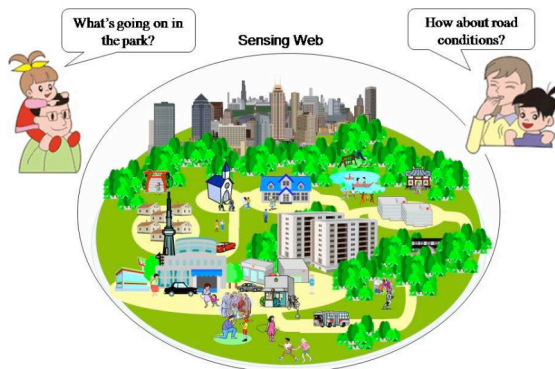 What's going on in
the park?
Sensing Web
How about road
conditions?